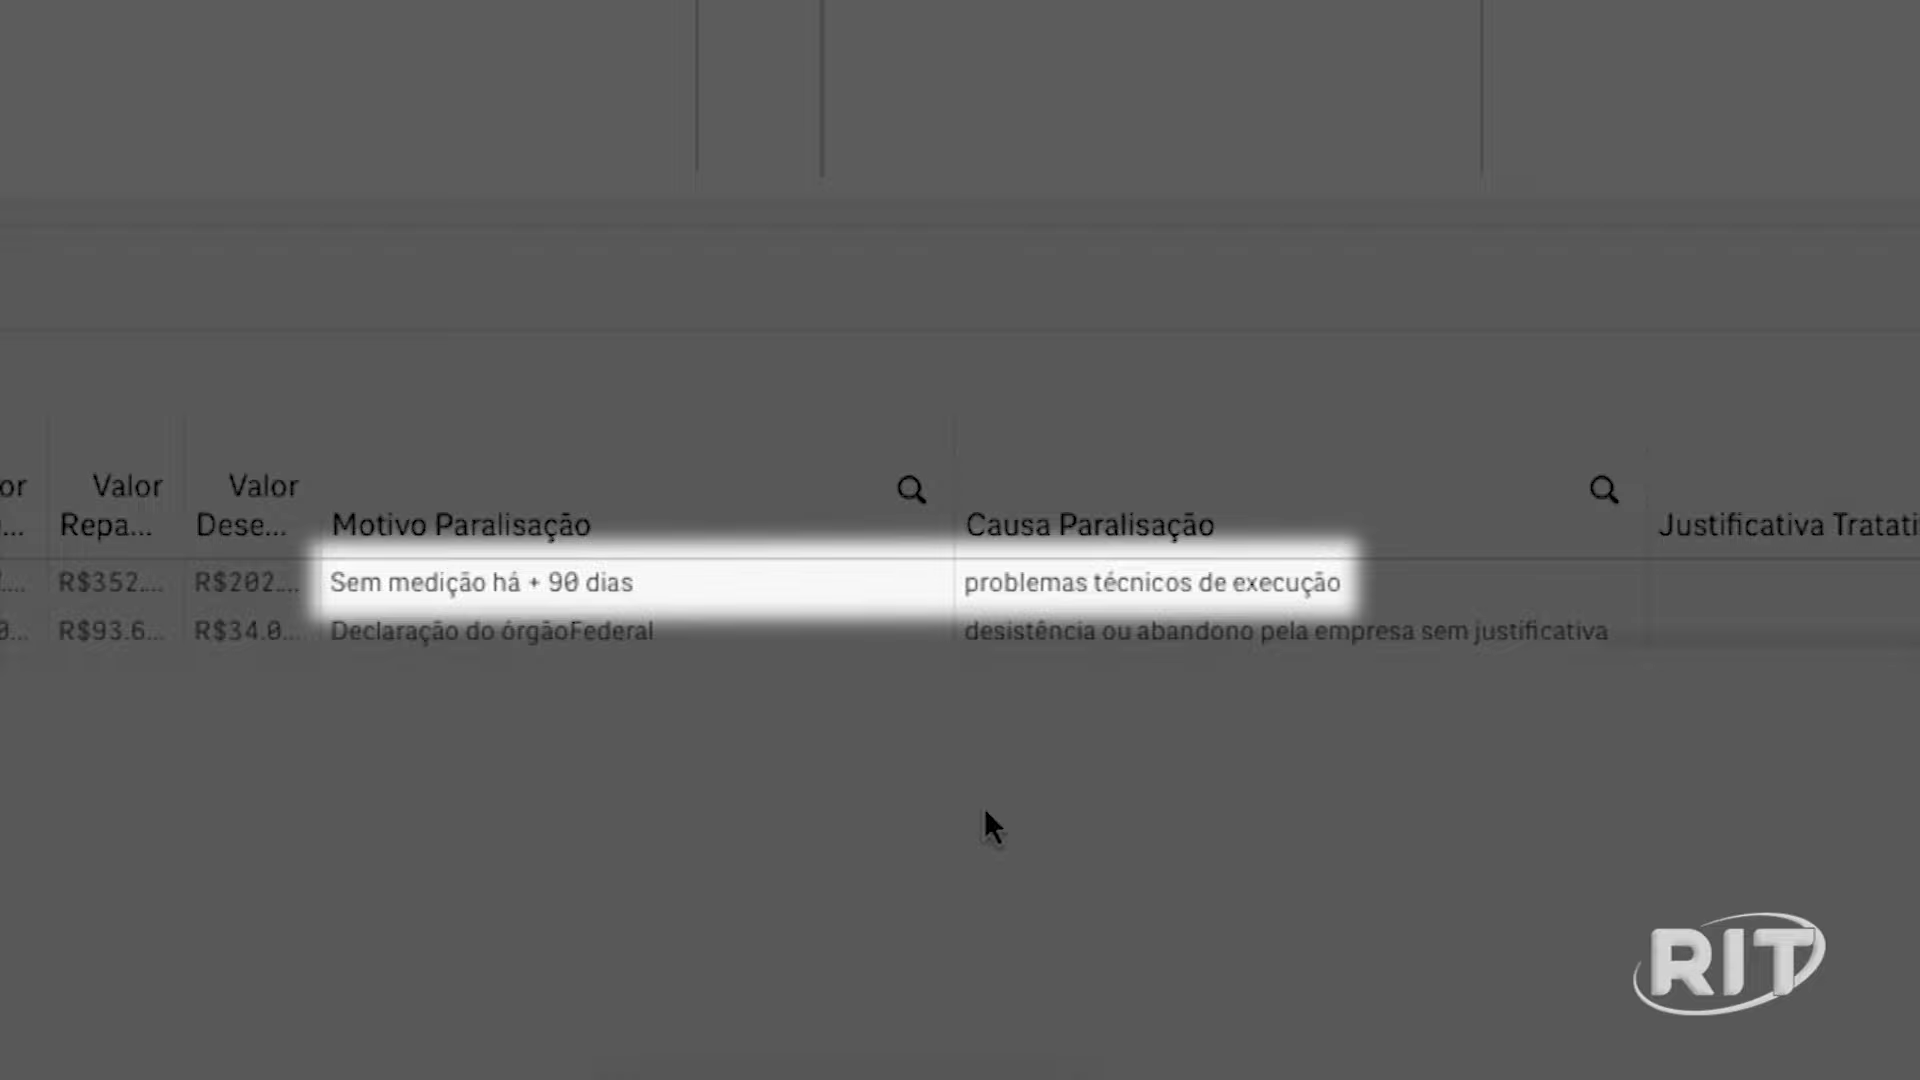 or Valor Valor
... Repa... Dese... Motivo Paralisação Causa Paralisação Justificativa Tratati
... R$352.... R$202.... Sem medição há + 90 dias problemas técnicos de execução
... R$93.6... R$34.0... Declaração do órgãoFederal desistência ou abandono pela empresa sem justificativa
RIT